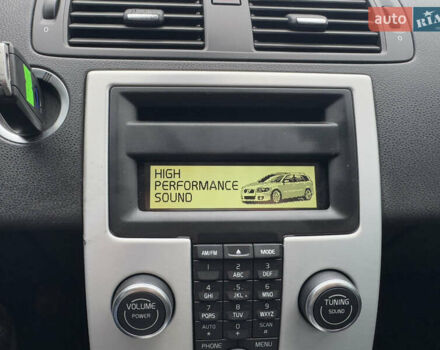 auto RIA
HIGH
PERFORMANCE
SOUND
AM/FM MODE
1 2 ABC 3 DEF
4 GHI 5 JKL 6 MNO
7 PQRS 8 TUV 9 WXYZ
AUTO * 0 SCAN #
PHONE MENU
VOLUME
POWER
TUNING
SOUND